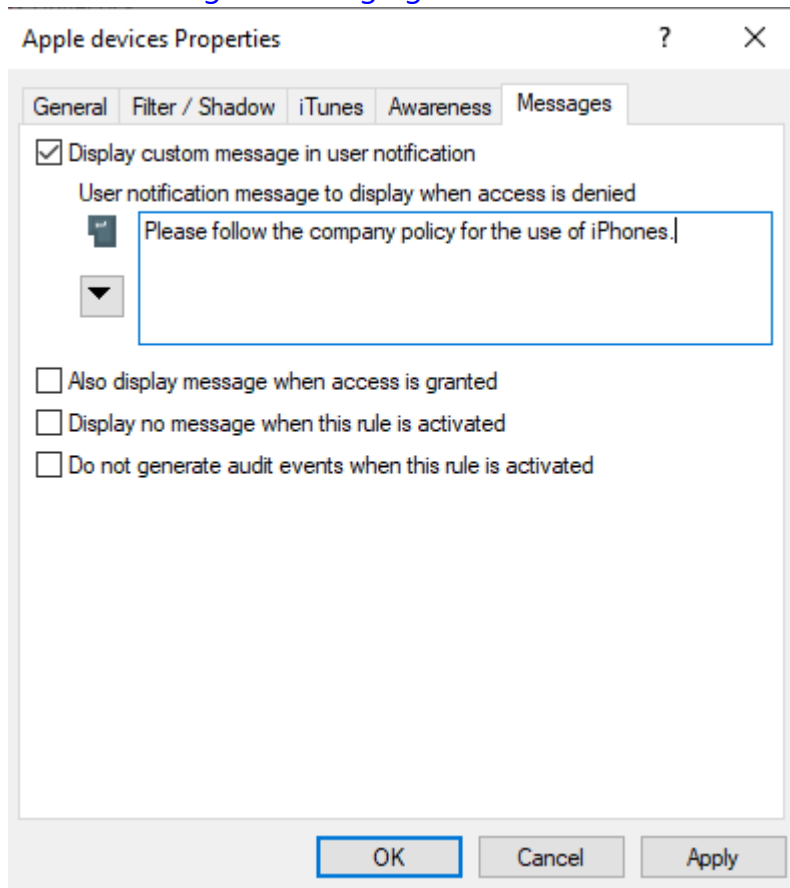 Apple devices Properties ? ×
General Filter / Shadow iTunes Awareness Messages
Display custom message in user notification
User notification message to display when access is denied
Please follow the company policy for the use of iPhones.
Also display message when access is granted
Display no message when this rule is activated
Do not generate audit events when this rule is activated
OK Cancel Apply